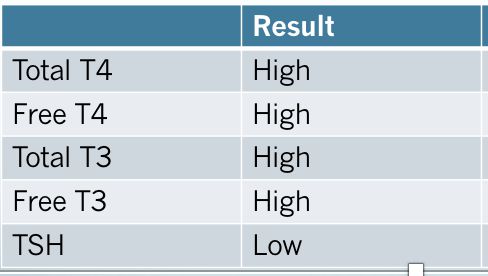 Result
Total T4 High
Free T4 High
Total T3 High
Free T3 High
TSH Low